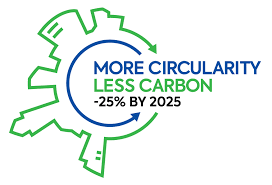 MORE CIRCULARITY
LESS CARBON
-25% BY 2025